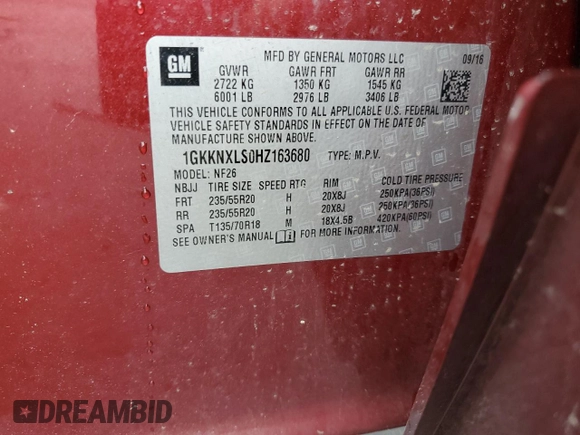 GM
MFD BY GENERAL MOTORS LLC 09/16
GVWR GAWR FRT GAWR RR
2722 KG 1350 KG 1545 KG
6001 LB 2976 LB 3406 LB
THIS VEHICLE CONFORMS TO ALL APPLICABLE U.S. FEDERAL MOTOR
VEHICLE SAFETY STANDARDS IN EFFECT ON THE DATE OF
MANUFACTURE SHOWN ABOVE.
1GKKNXLS0HZ163680 TYPE: M.P.V.
MODEL: NF26
NBJJ TIRE SIZE SPEED RTG RIM COLD TIRE PRESSURE
FRT 235/55R20 H 20X8J 250KPA(36PSI)
RR 235/55R20 H 20X8J 250KPA(36PSI)
SPA T135/70R18 M 18X4.5B 420KPA(60PSI)
SEE OWNER'S MANUAL FOR MORE INFORMATION.
DREAMBID